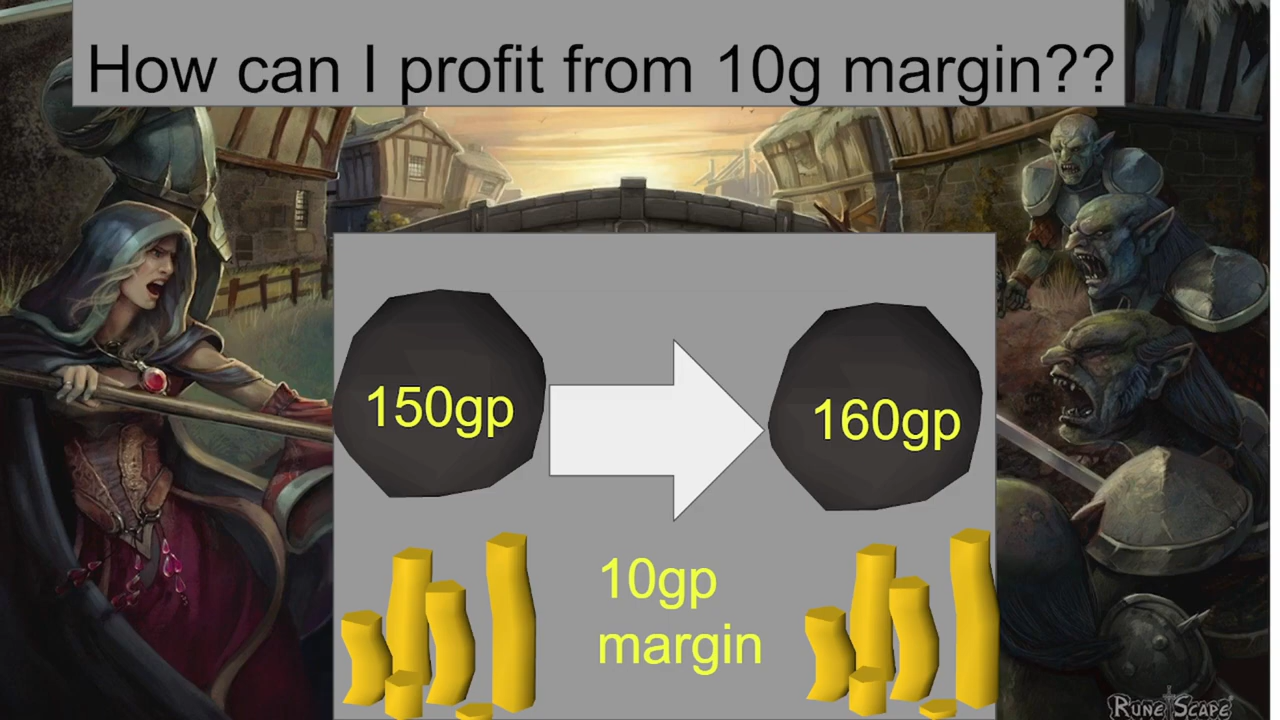 How can I profit from 10g margin??
150gp
160gp
10gp
margin
RuneScape